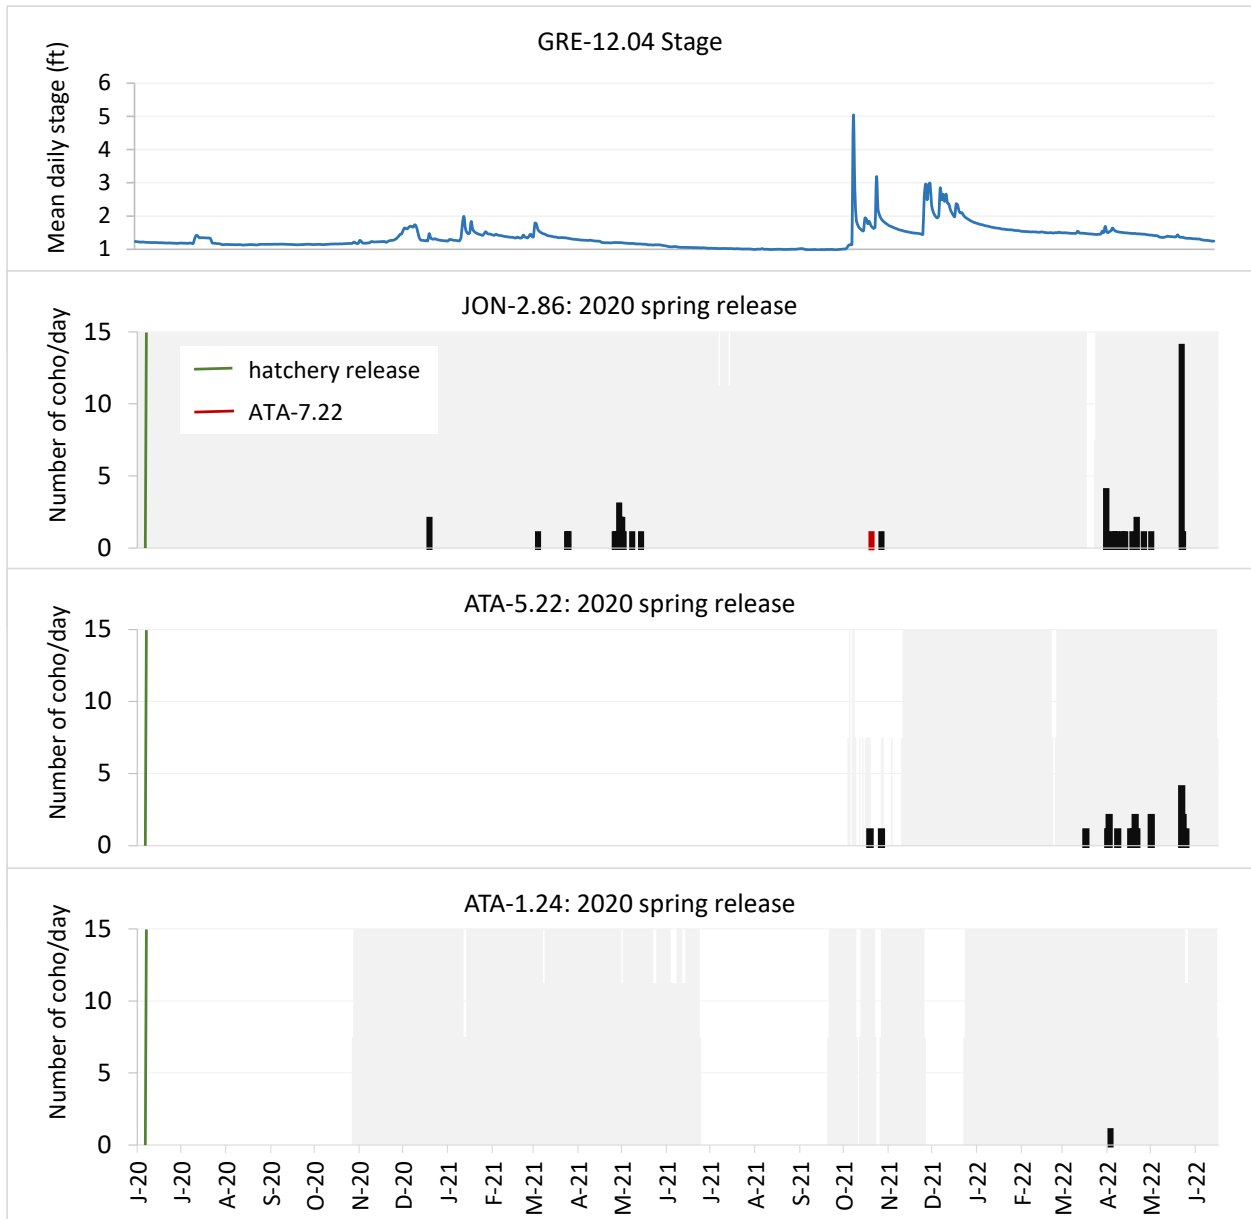 GRE-12.04 Stage
Mean daily stage (ft)
6
5
4
3
2
1
JON-2.86: 2020 spring release
Number of coho/day
15
10
5
0
hatchery release
ATA-7.22
ATA-5.22: 2020 spring release
Number of coho/day
15
10
5
0
ATA-1.24: 2020 spring release
Number of coho/day
15
10
5
0
J-20
J-20
A-20
S-20
O-20
N-20
D-20
J-21
F-21
M-21
A-21
M-21
J-21
J-21
A-21
S-21
O-21
N-21
D-21
J-22
F-22
M-22
A-22
M-22
J-22